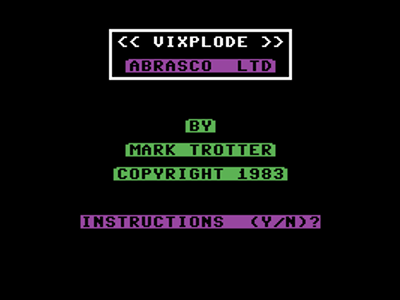 << VIXPLODE >>
ABRASCO LTD
BY
MARK TROTTER
COPYRIGHT 1983
INSTRUCTIONS (Y/N)?